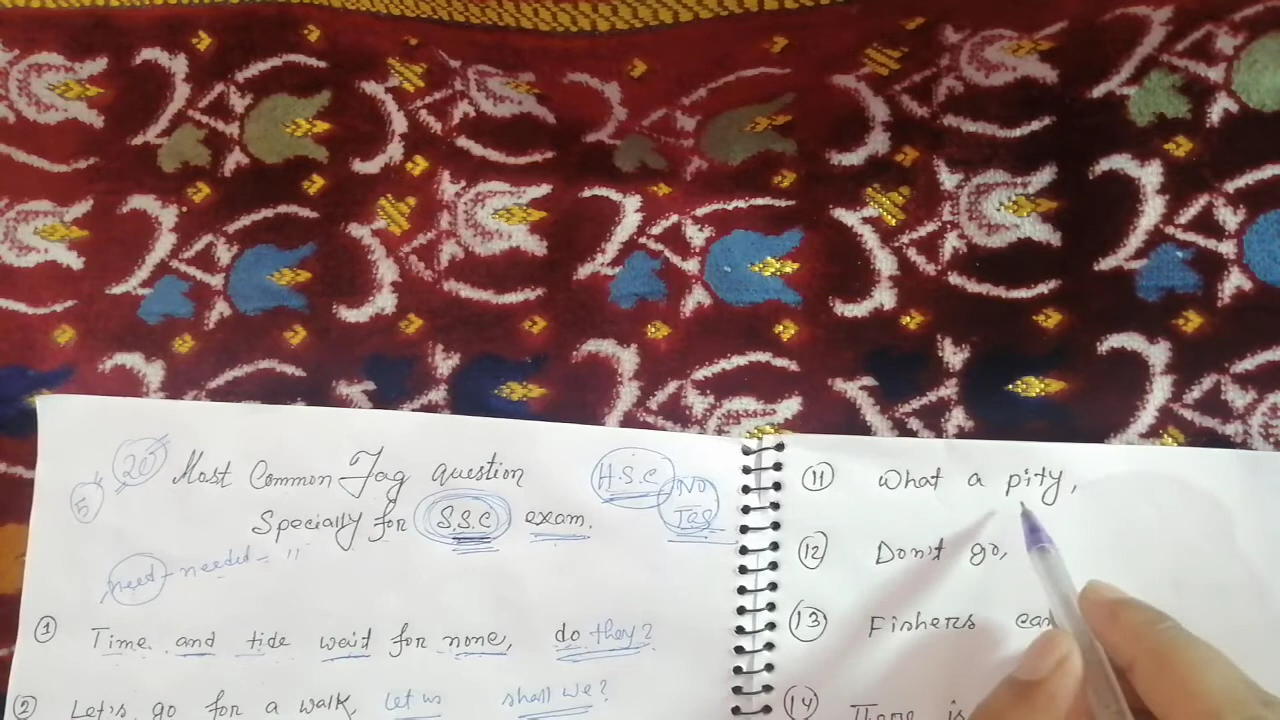 20
5
Most Common Tag question
H.S.C
No
Specially for S.S.C exam.
need - needed - "
① Time and tide wait for none, do they?
② Let's go for a walk, let us shall we?
⑪ What a pity,
⑫ Don't go,
⑬ Fishers
⑭ There is